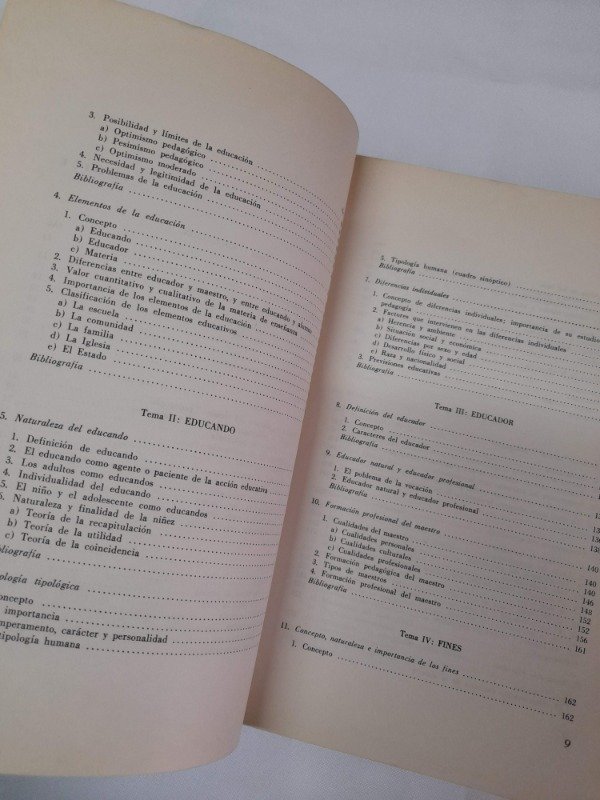 3. Posibilidad y límites de la educación
a) Optimismo pedagógico
b) Pesimismo pedagógico
c) Optimismo moderado
4. Necesidad y legitimidad de la educación
5. Problemas de la educación
Bibliografía
4. Elementos de la educación
1. Concepto
a) Educando
b) Educador
c) Materia
2. Diferencias entre educador y maestro, y entre educando y alumno
3. Valor cuantitativo y cualitativo de la materia de enseñanza
4. Importancia de los elementos de la educación
5. Clasificación de los elementos educativos
a) La escuela
b) La comunidad
c) La familia
d) La Iglesia
e) El Estado
Bibliografía
Tema II: EDUCANDO
5. Naturaleza del educando
1. Definición de educando
2. El educando como agente o paciente de la acción educativa
3. Los adultos como educandos
4. Individualidad del educando
5. El niño y el adolescente como educandos
Naturaleza y finalidad de la niñez
a) Teoría de la recapitulación
b) Teoría de la utilidad
c) Teoría de la coincidencia
bliografía
ología tipológica
oncepto
importancia
mperamento, carácter y personalidad
tipología humana
5. Tipología humana (cuadro sinóptico)
Bibliografía
7. Diferencias individuales
1. Concepto de diferencias individuales; importancia de su estudio
pedagogía
2. Factores que intervienen en las diferencias individuales
a) Herencia y ambiente
b) Situación social y económica
c) Diferencias por sexo y edad
d) Desarrollo físico y social
e) Raza y nacionalidad
3. Previsiones educativas
Bibliografía
Tema III: EDUCADOR
8. Definición del educador
1. Concepto
2. Caracteres del educador
Bibliografía
9. Educador natural y educador profesional
1. El problema de la vocación
2. Educador natural y educador profesional
Bibliografía
10. Formación profesional del maestro
1. Cualidades del maestro
a) Cualidades personales
b) Cualidades culturales
c) Cualidades profesionales 140
2. Formación pedagógica del maestro 140
3. Tipos de maestros 146
4. Formación profesional del maestro 148
Bibliografía 152
152
156
161
Tema IV: FINES
11. Concepto, naturaleza e importancia de los fines 162
1. Concepto 162
9